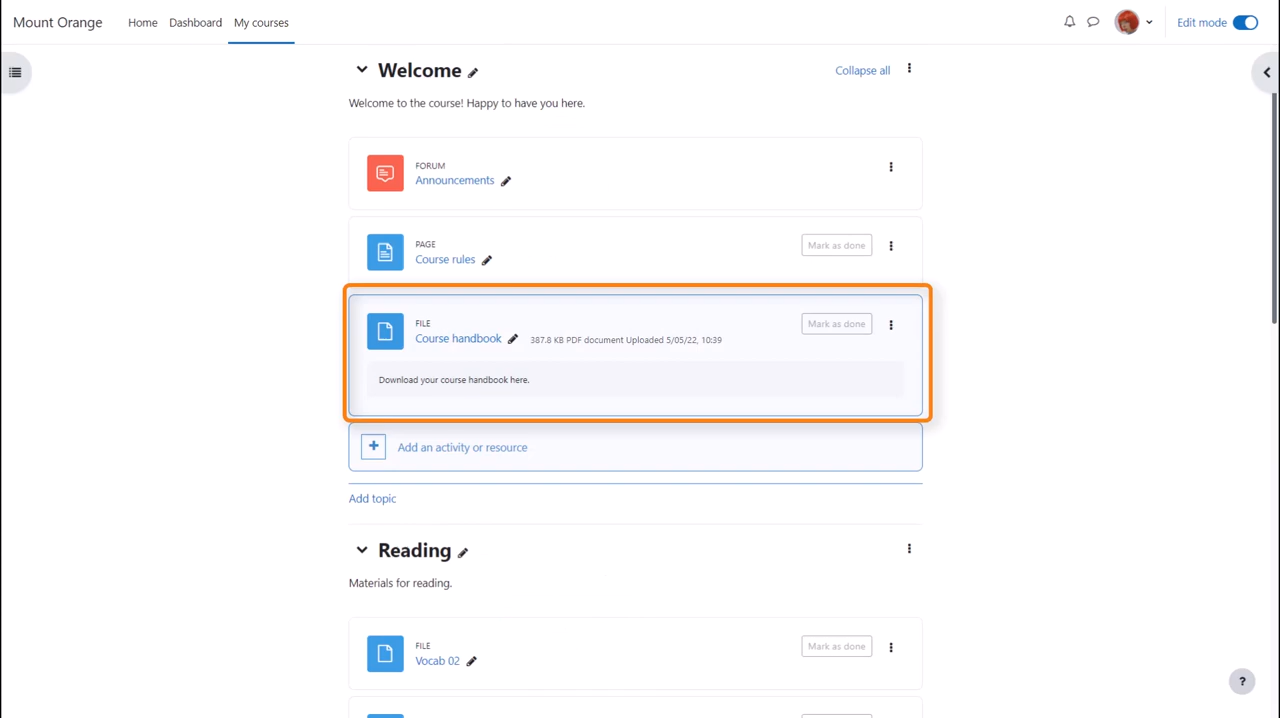 Mount Orange Home Dashboard My courses Edit mode
Welcome Collapse all
Welcome to the course! Happy to have you here.
FORUM
Announcements
PAGE
Course rules Mark as done
FILE
Course handbook 387.8 KB PDF document Uploaded 5/05/22, 10:39 Mark as done
Download your course handbook here.
+ Add an activity or resource
Add topic
Reading
Materials for reading.
FILE
Vocab 02 Mark as done
?